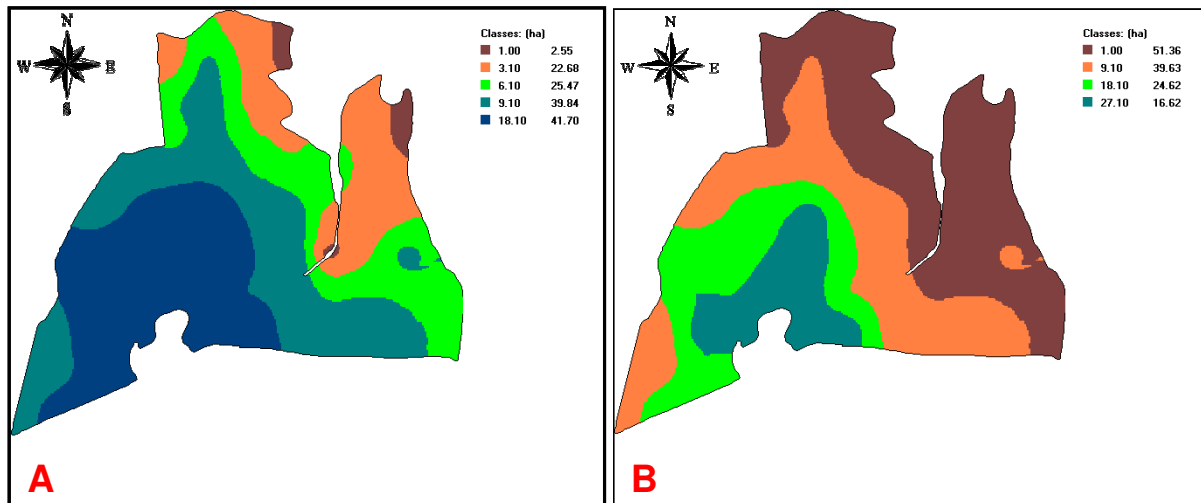 N
W E
S
Classes: (ha)
1.00 2.55
3.10 22.68
6.10 25.47
9.10 39.84
18.10 41.70
A
N
W E
S
Classes: (ha)
1.00 51.36
9.10 39.63
18.10 24.62
27.10 16.62
B